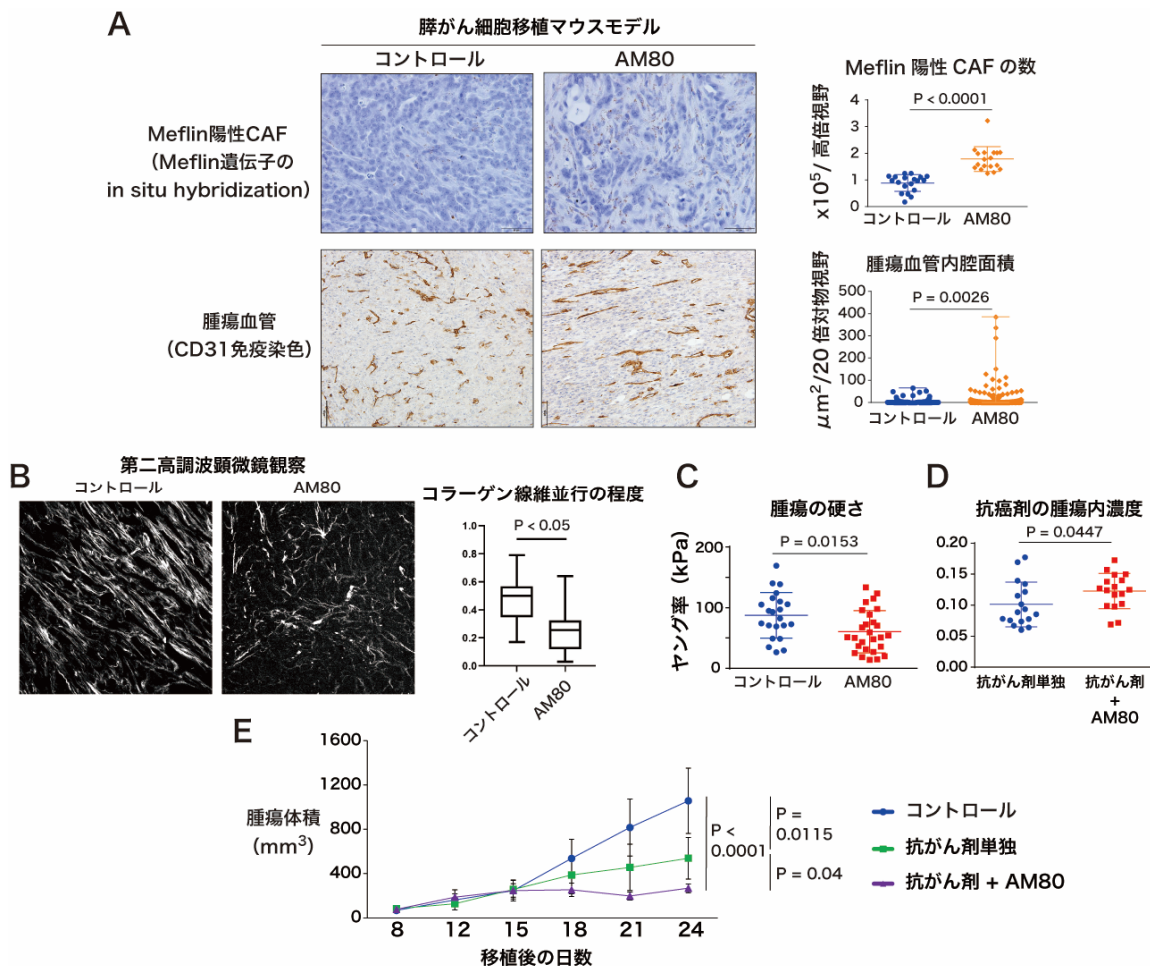 A
膵がん細胞移植マウスモデル
コントロール
AM80
Meflin陽性CAF
（Meflin遺伝子の
in situ hybridization）
Meflin 陽性 CAF の数
P < 0.0001
x10⁵/ 高倍視野
4
3
2
1
0
コントロール
AM80
腫瘍血管
（CD31免疫染色）
腫瘍血管内腔面積
P = 0.0026
μm²/20 倍対物視野
500
400
300
200
100
0
コントロール
AM80
B
第二高調波顕微鏡観察
コントロール
AM80
コラーゲン線維並行の程度
P < 0.05
1.0
0.8
0.6
0.4
0.2
0.0
コントロール
AM80
C
腫瘍の硬さ
P = 0.0153
ヤング率（kPa）
200
100
0
コントロール
AM80
D
抗癌剤の腫瘍内濃度
P = 0.0447
0.20
0.15
0.10
0.05
0.00
抗がん剤単独
抗がん剤
+
AM80
E
腫瘍体積
（mm³）
1600
1200
800
400
0
8
12
15
18
21
24
移植後の日数
P <
0.0001
P =
0.0115
P = 0.04
コントロール
抗がん剤単独
抗がん剤 + AM80